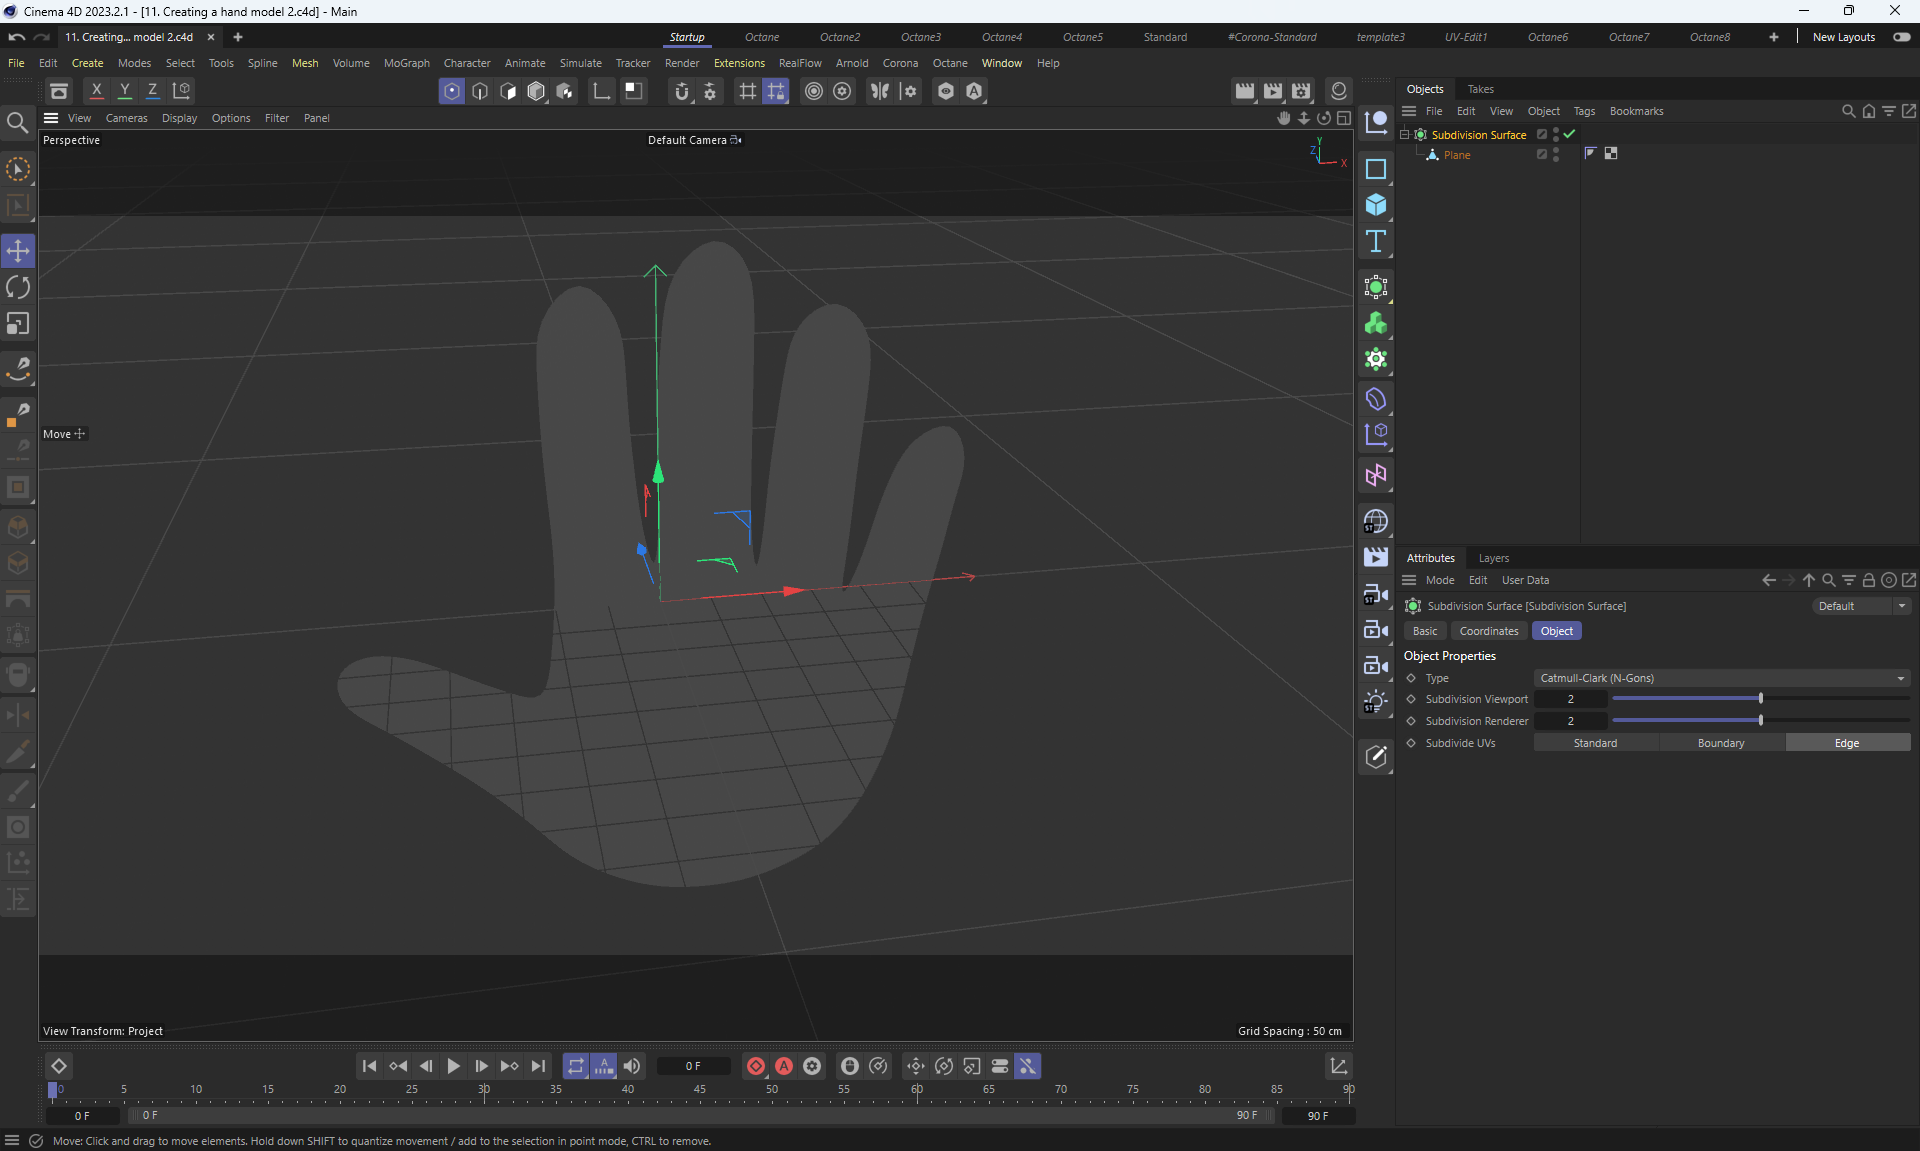 Cinema 4D 2023.2.1 - [11. Creating a hand model 2.c4d] - Main
11. Creating... model 2.c4d
Startup Octane Octane2 Octane3 Octane4 Octane5 Standard #Corona-Standard template3 UV-Edit1 Octane6 Octane7 Octane8 New Layouts
File Edit Create Modes Select Tools Spline Mesh Volume MoGraph Character Animate Simulate Tracker Render Extensions RealFlow Arnold Corona Octane Window Help
X Y Z
View Cameras Display Options Filter Panel
Perspective
Default Camera
Y
Z
X
Move
View Transform: Project
Grid Spacing : 50 cm
Objects Takes
File Edit View Object Tags Bookmarks
Subdivision Surface
Plane
ST
ST
ST
Attributes Layers
Mode Edit User Data
Subdivision Surface [Subdivision Surface]
Default
Basic Coordinates Object
Object Properties
Type Catmull-Clark (N-Gons)
Subdivision Viewport 2
Subdivision Renderer 2
Subdivide UVs Standard Boundary Edge
A
0 F
A
0 5 10 15 20 25 30 35 40 45 50 55 60 65 70 75 80 85 90
0 F 0 F 90 F 90 F
Move: Click and drag to move elements. Hold down SHIFT to quantize movement / add to the selection in point mode, CTRL to remove.